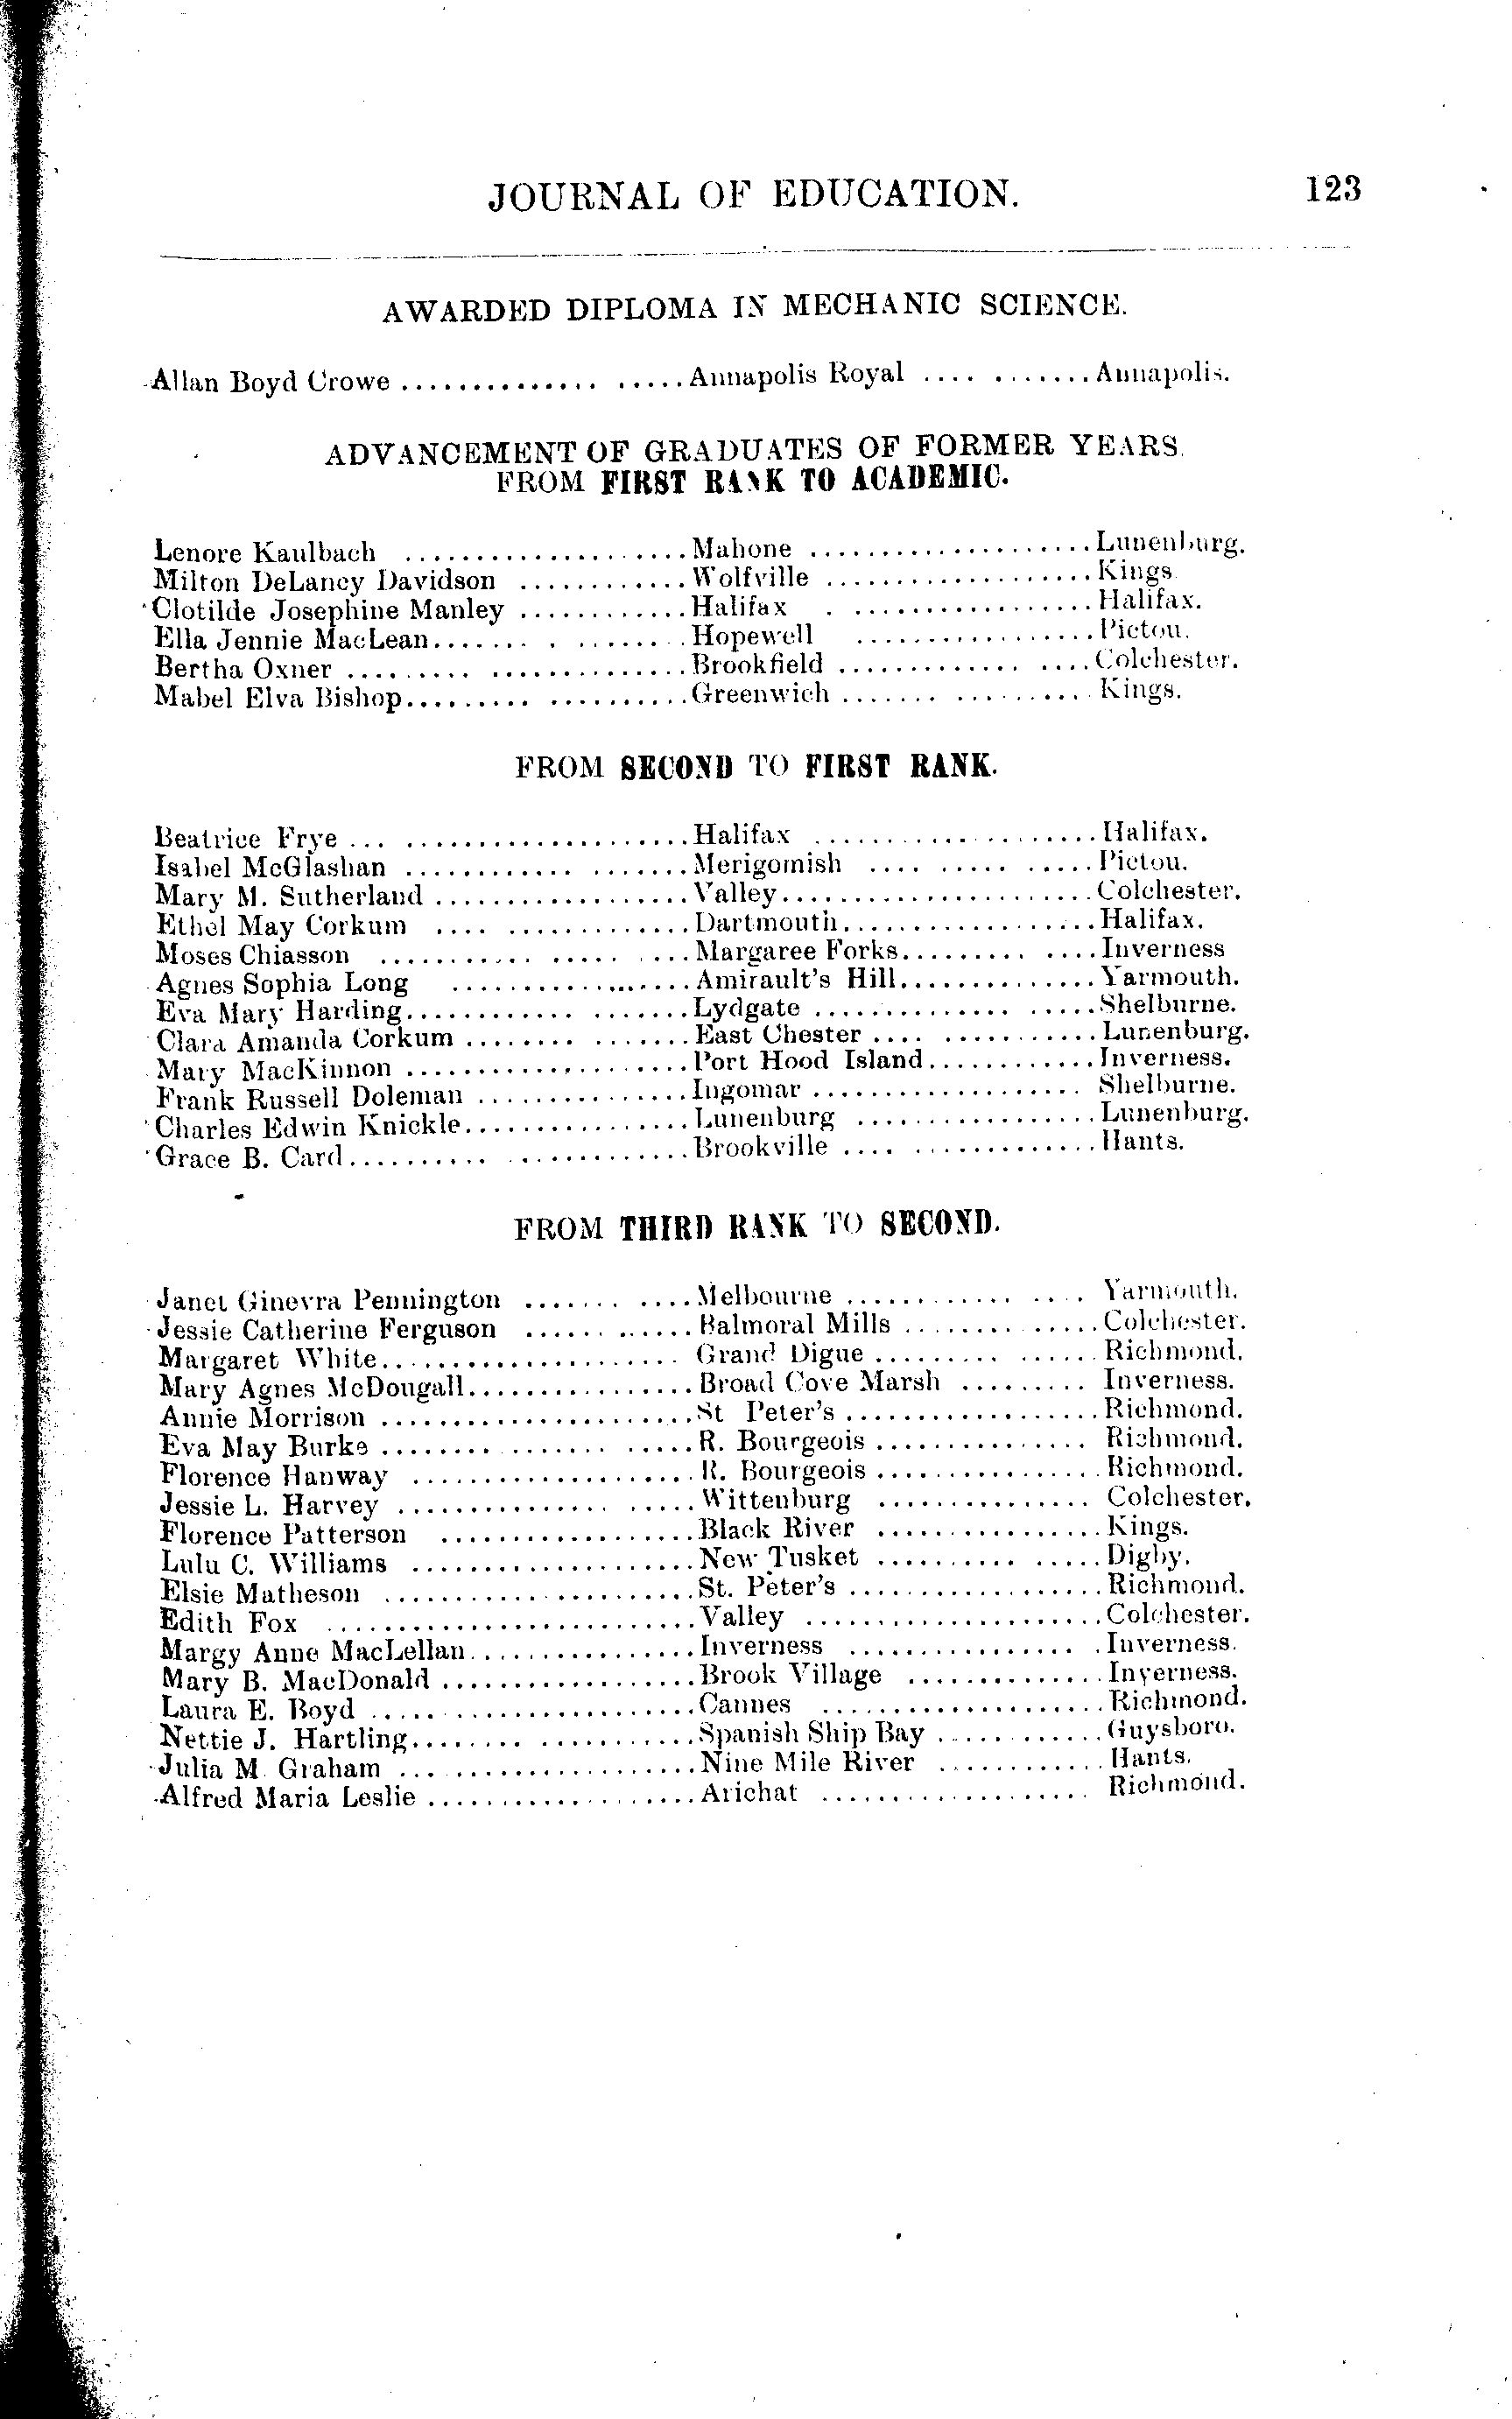 JOURNAL OF EDUCATION. 123
AWARDED DIPLOMA IN MECHANIC SCIENCE.
Allan Boyd Crowe .................. Annapolis Royal ........... Annapolis.
ADVANCEMENT OF GRADUATES OF FORMER YEARS.
FROM FIRST RANK TO ACADEMIC.
Lenore Kaulbach .................... Mahone .................... Lunenburg.
Milton DeLancy Davidson ............ Wolfville ................... Kings.
Clotilde Josephine Manley ............ Halifax . ................. Halifax.
Ella Jennie MacLean ................ Hopewell ................. Pictou.
Bertha Oxner ....................... Brookfield ................. Colchester.
Mabel Elva Bishop ................... Greenwich ................. Kings.
FROM SECOND TO FIRST RANK.
Beatrice Frye ....................... Halifax .................... Halifax.
Isabel McGlashan ................... Merigomish ............... Pictou.
Mary M. Sutherland .................. Valley ...................... Colchester.
Ethel May Corkum ................. Dartmouth .................. Halifax.
Moses Chiasson .................... Margaree Forks ............. Inverness
Agnes Sophia Long ................. Amirault's Hill .............. Yarmouth.
Eva Mary Harding ................... Lydgate ................... Shelburne.
Clara Amanda Corkum ............... East Chester ............... Lunenburg.
Mary MacKinnon .................... Port Hood Island ............ Inverness.
Frank Russell Doleman ............... Ingomar ................... Shelburne.
Charles Edwin Knickle ................ Lunenburg ................. Lunenburg.
Grace B. Card ...................... Brookville ................. Hants.
FROM THIRD RANK TO SECOND.
Janet Ginevra Pennington ........... Melbourne ................ Yarmouth.
Jessie Catherine Ferguson ............ Balmoral Mills .............. Colchester.
Margaret White ..................... Grand Digue ............... Richmond.
Mary Agnes McDougall ................ Broad Cove Marsh ......... Inverness.
Annie Morrison ...................... St Peter's .................. Richmond.
Eva May Burke ..................... R. Bourgeois ............... Richmond.
Florence Hanway .................... R. Bourgeois ................ Richmond.
Jessie L. Harvey .................... Wittenburg ............... Colchester.
Florence Patterson .................. Black River ................ Kings.
Lulu C. Williams .................... New Tusket ............... Digby.
Elsie Matheson ...................... St. Peter's .................. Richmond.
Edith Fox .......................... Valley ..................... Colchester.
Margy Anne MacLellan ................ Inverness ................. Inverness.
Mary B. MacDonald .................. Brook Village .............. Inverness.
Laura E. Boyd ....................... Cannes .................... Richmond.
Nettie J. Hartling ................... Spanish Ship Bay ............ Guysboro.
Julia M. Graham .................... Nine Mile River ............ Hants.
Alfred Maria Leslie ................... Arichat ................... Richmond.